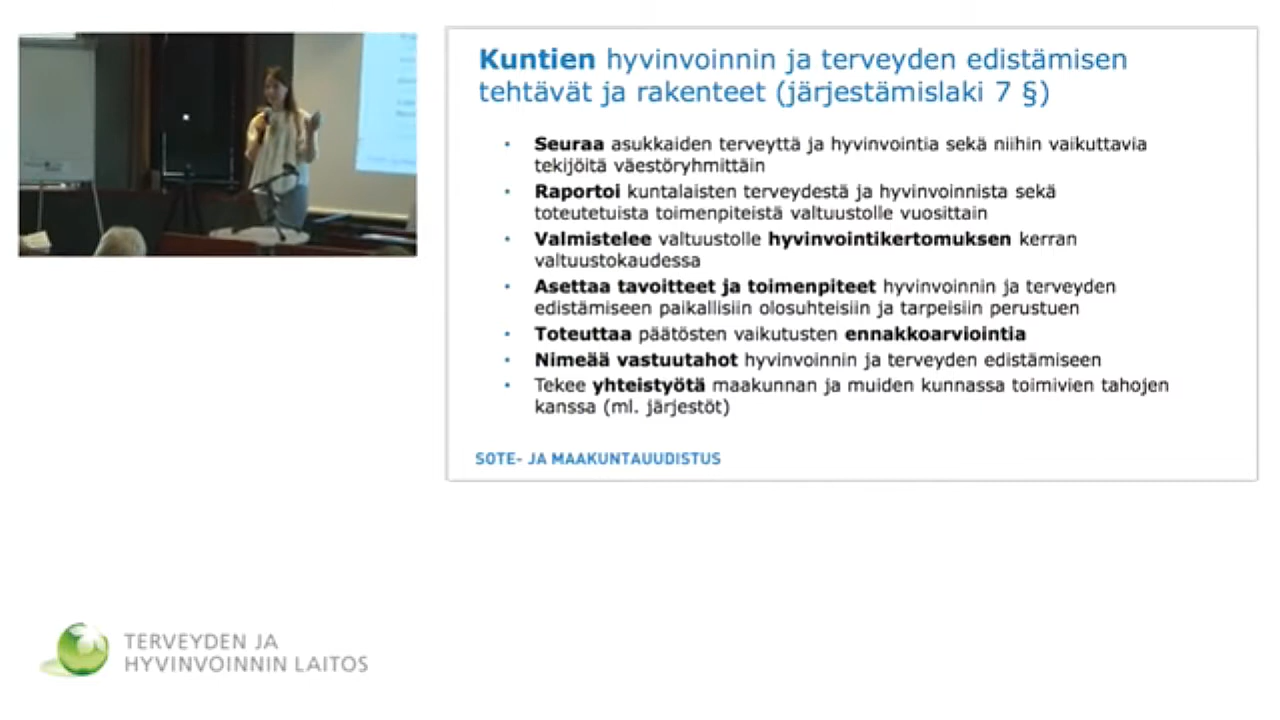 Kuntien hyvinvoinnin ja terveyden edistämisen
tehtävät ja rakenteet (järjestämislaki 7 §)
• Seuraa asukkaiden terveyttä ja hyvinvointia sekä niihin vaikuttavia
tekijöitä väestöryhmittäin
• Raportoi kuntalaisten terveydestä ja hyvinvoinnista sekä
toteutetuista toimenpiteistä valtuustolle vuosittain
• Valmistelee valtuustolle hyvinvointikertomuksen kerran
valtuustokaudessa
• Asettaa tavoitteet ja toimenpiteet hyvinvoinnin ja terveyden
edistämiseen paikallisiin olosuhteisiin ja tarpeisiin perustuen
• Toteuttaa päätösten vaikutusten ennakkoarviointia
• Nimeää vastuutahot hyvinvoinnin ja terveyden edistämiseen
• Tekee yhteistyötä maakunnan ja muiden kunnassa toimivien tahojen
kanssa (ml. järjestöt)
SOTE- JA MAAKUNTAUUDISTUS
TERVEYDEN JA
HYVINVOINNIN LAITOS